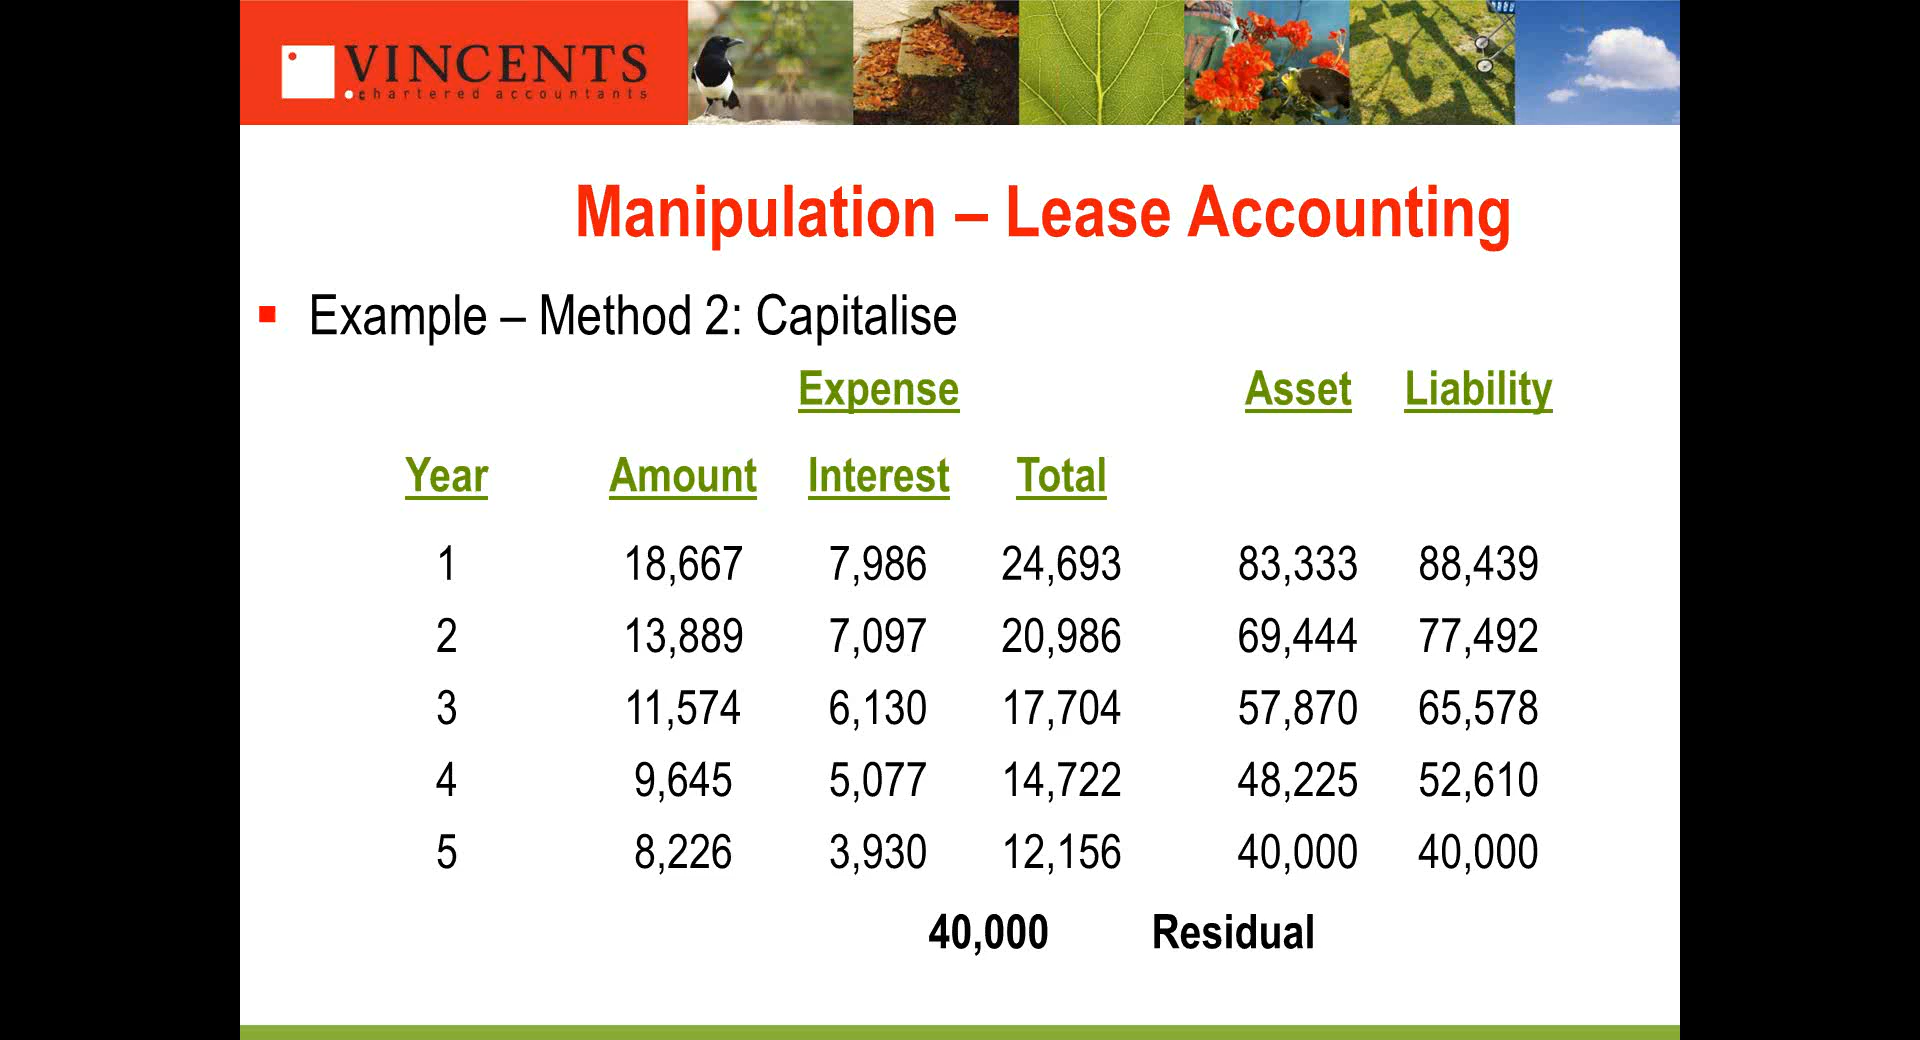 VINCENTS
chartered accountants
Manipulation – Lease Accounting
Example – Method 2: Capitalise
Expense Asset Liability
Year Amount Interest Total
1 18,667 7,986 24,693 83,333 88,439
2 13,889 7,097 20,986 69,444 77,492
3 11,574 6,130 17,704 57,870 65,578
4 9,645 5,077 14,722 48,225 52,610
5 8,226 3,930 12,156 40,000 40,000
40,000 Residual